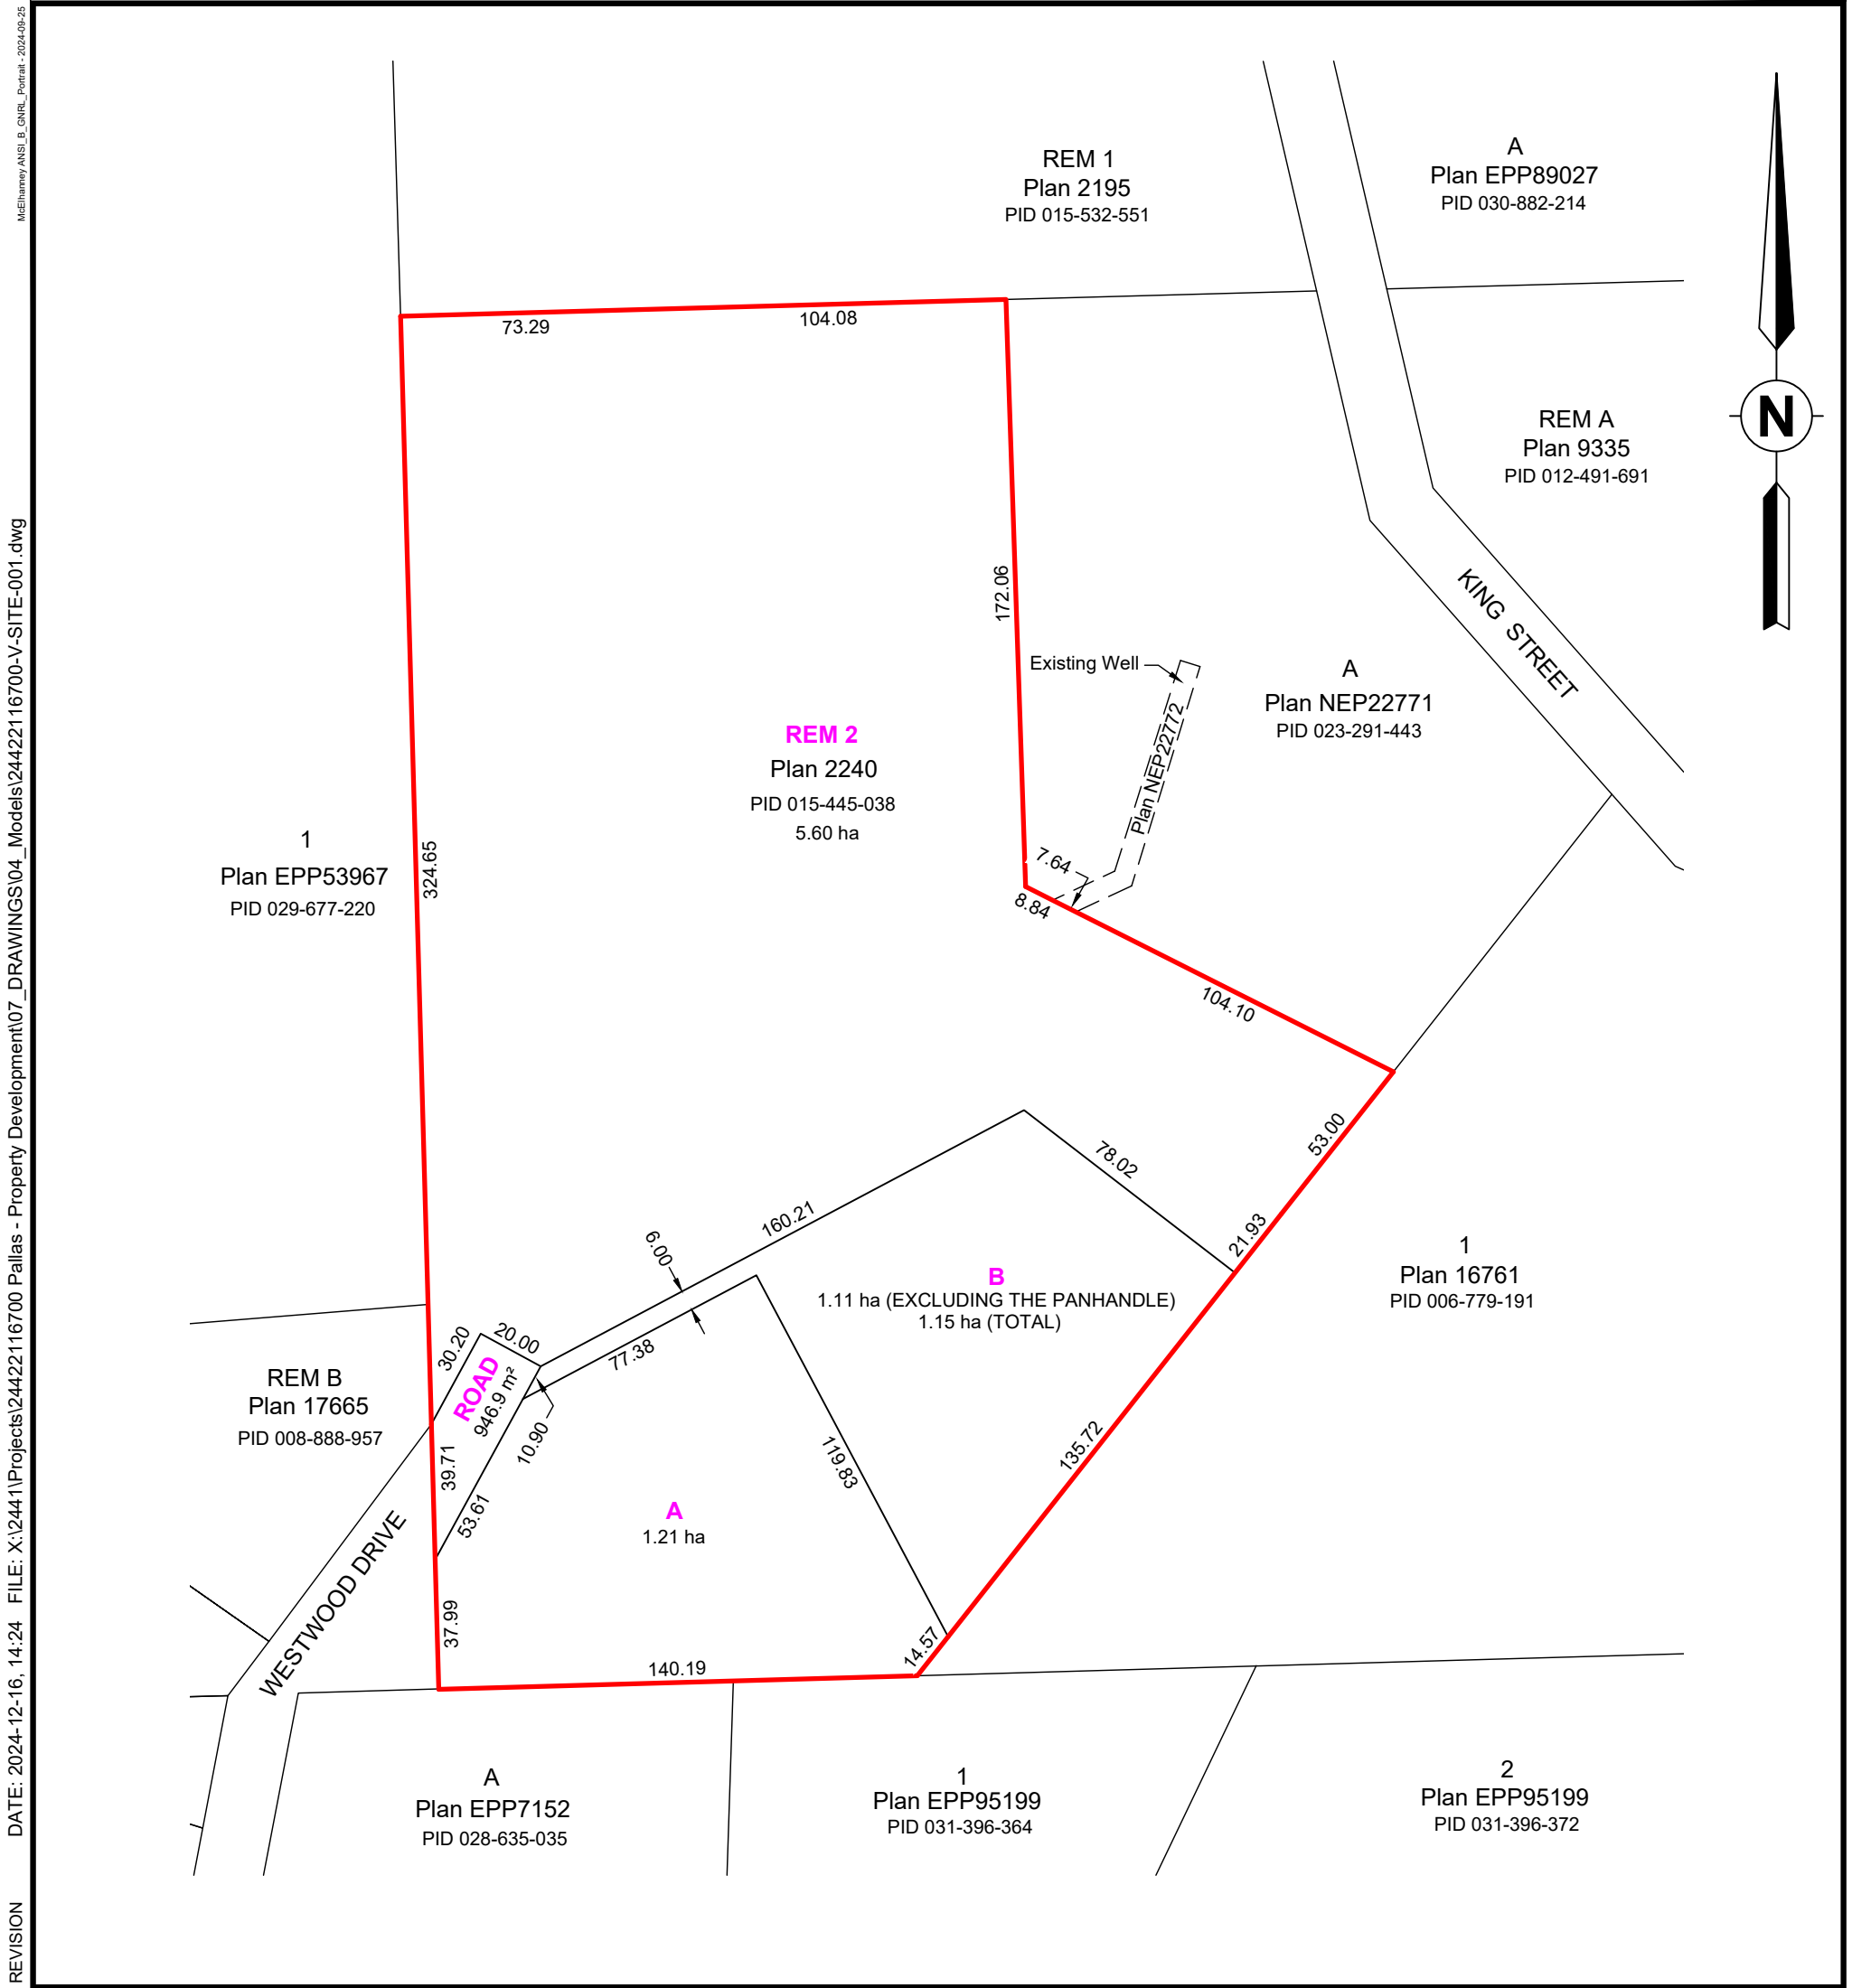 McElhanney ANSI_B_GNRL_Portrait - 2024-09-25
REM 1
Plan 2195
PID 015-532-551
A
Plan EPP89027
PID 030-882-214
73.29
104.08
N
REM A
Plan 9335
PID 012-491-691
172.06
KING STREET
Existing Well
Plan NEP22772
A
Plan NEP22771
PID 023-291-443
REM 2
Plan 2240
PID 015-445-038
5.60 ha
1
Plan EPP53967
PID 029-677-220
324.65
7.64
8.84
104.10
53.00
78.02
21.93
160.21
6.00
77.38
B
1.11 ha (EXCLUDING THE PANHANDLE)
1.15 ha (TOTAL)
1
Plan 16761
PID 006-779-191
30.20
20.00
ROAD
946.9 m²
10.90
REM B
Plan 17665
PID 008-888-957
39.71
53.61
119.83
135.72
A
1.21 ha
WESTWOOD DRIVE
37.99
140.19
14.57
A
Plan EPP7152
PID 028-635-035
1
Plan EPP95199
PID 031-396-364
2
Plan EPP95199
PID 031-396-372
REVISION DATE: 2024-12-16, 14:24 FILE: X:\2441\Projects\24422116700 Pallas - Property Development\07_DRAWINGS\04_Models\24422116700-V-SITE-001.dwg